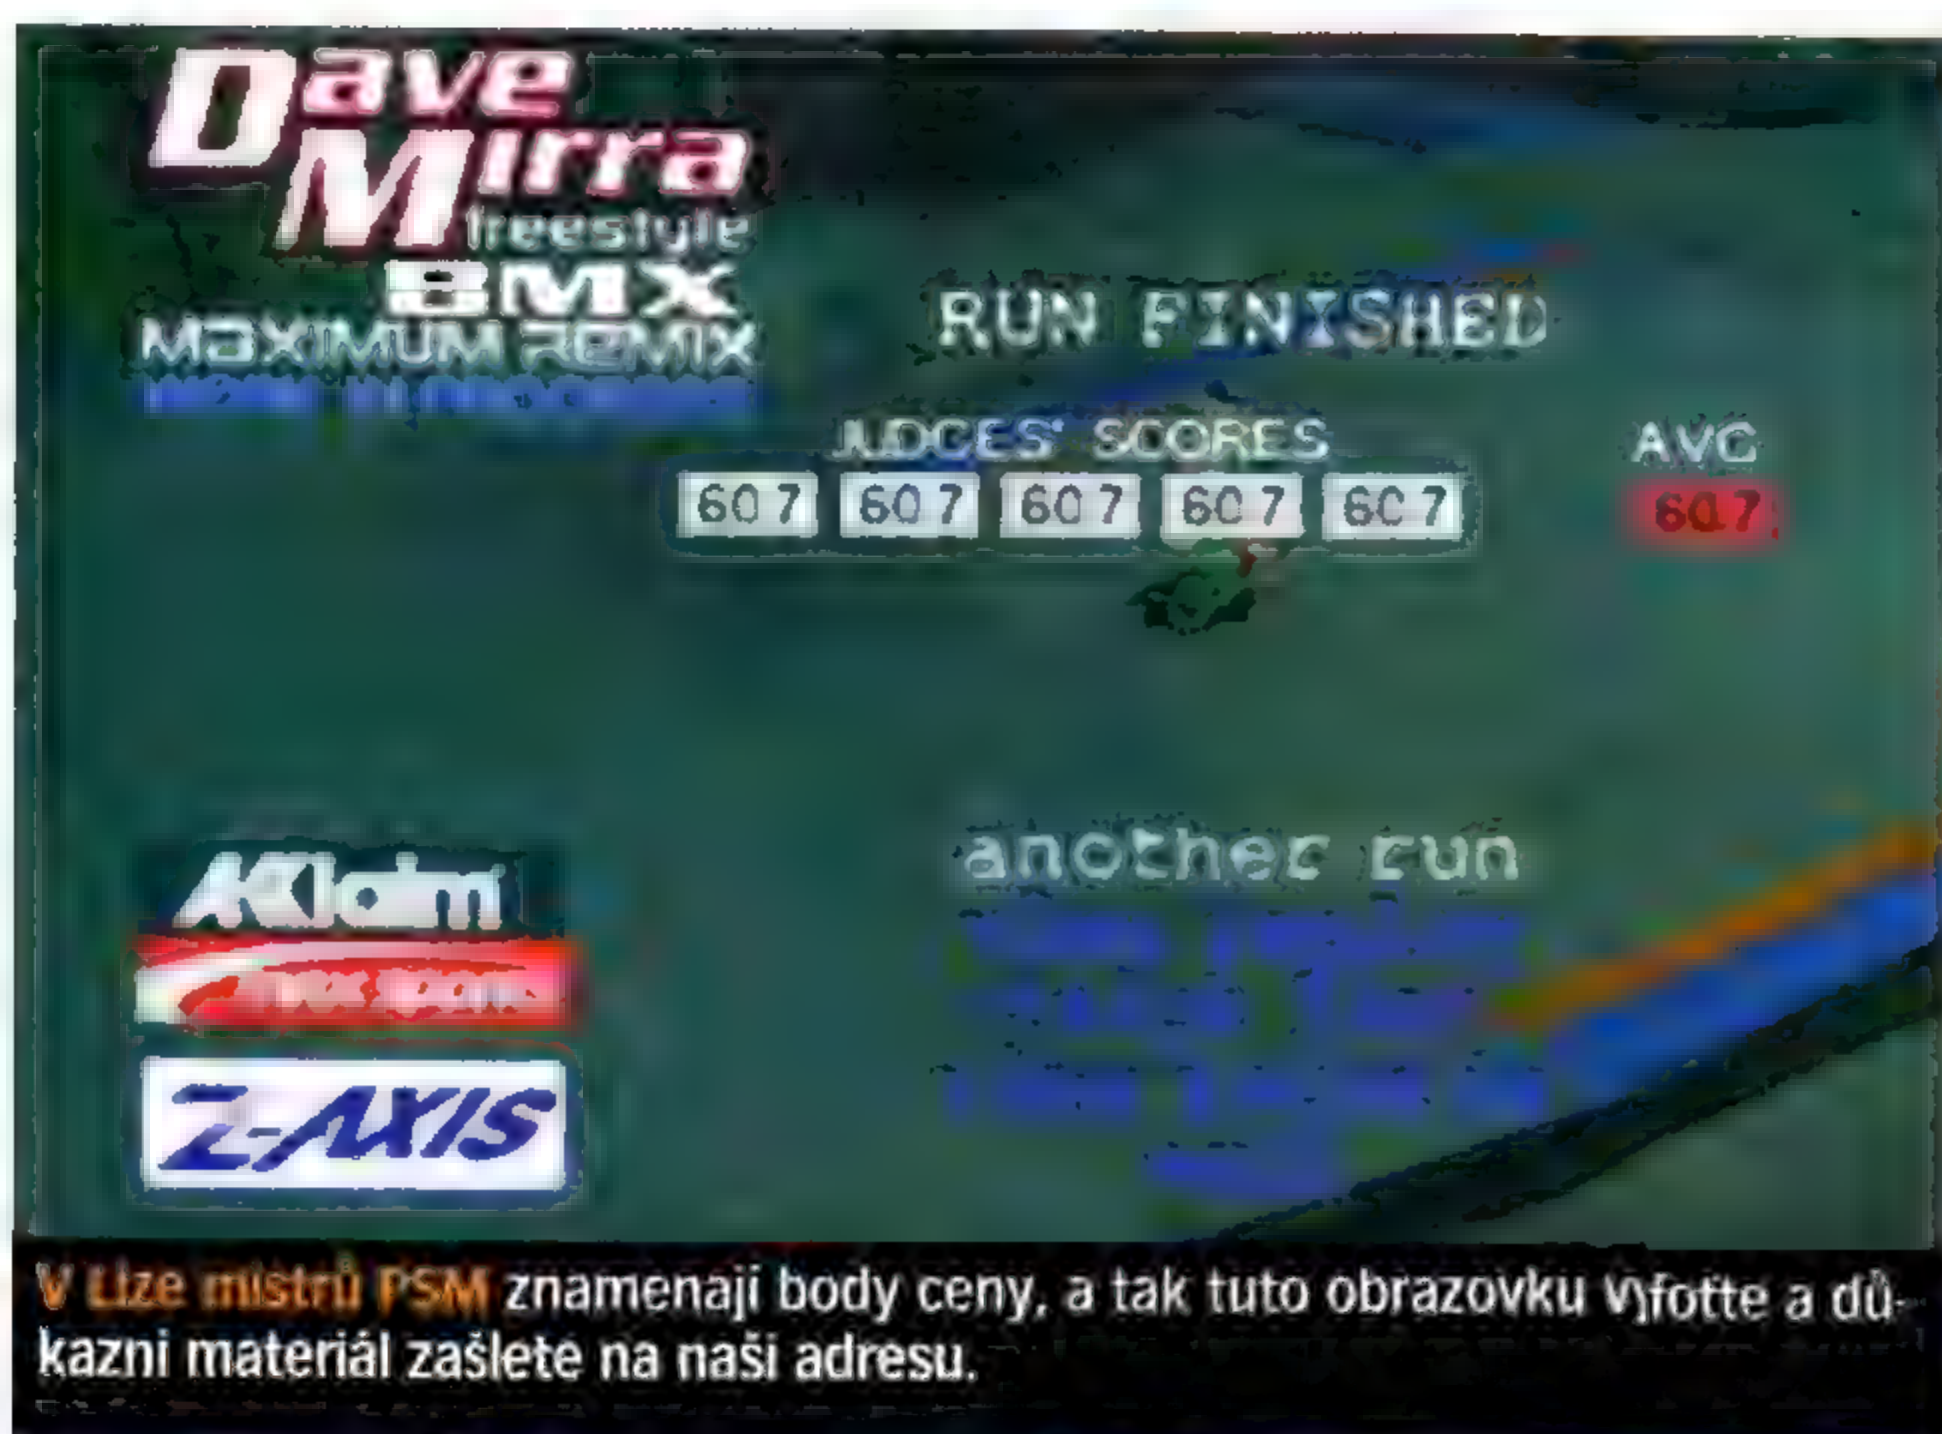 Dave
Mirra
freestyle
BMX
MAXIMUM REMIX
RUN FINISHED
JUDGES' SCORES
AVG
60.7 60.7 60.7 60.7 60.7
60.7
another run
AKlaim
Z-AXIS
V Lize mistrů PSM znamenají body ceny, a tak tuto obrazovku vyfoťte a dů-
kazní materiál zašlete na naši adresu.